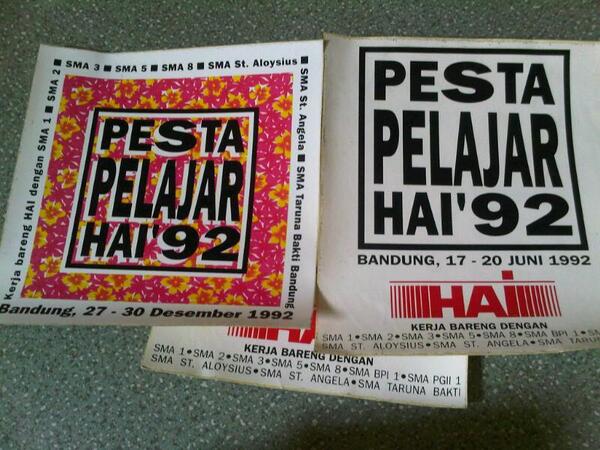 Kerja bareng HAI dengan SMA 1 ■ SMA 2 ■ SMA 3 ■ SMA 5 ■ SMA 8 ■ SMA St. Aloysius ■ SMA St. Angela ■ SMA Taruna Bakti Bandung
PESTA
PELAJAR
HAI'92
Bandung, 27 - 30 Desember 1992
PESTA
PELAJAR
HAI'92
BANDUNG, 17 - 20 JUNI 1992
HAI
KERJA BARENG DENGAN
SMA 1•SMA 2•SMA 3•SMA 5•SMA 8•SMA BPI 1•SMA
SMA ST. ALOYSIUS•SMA ST. ANGELA•SMA TARUN
HAI
KERJA BARENG DENGAN
SMA 1•SMA 2•SMA 3•SMA 5•SMA 8•SMA BPI 1•SMA PGII 1
SMA ST. ALOYSIUS•SMA ST. ANGELA•SMA TARUNA BAKTI